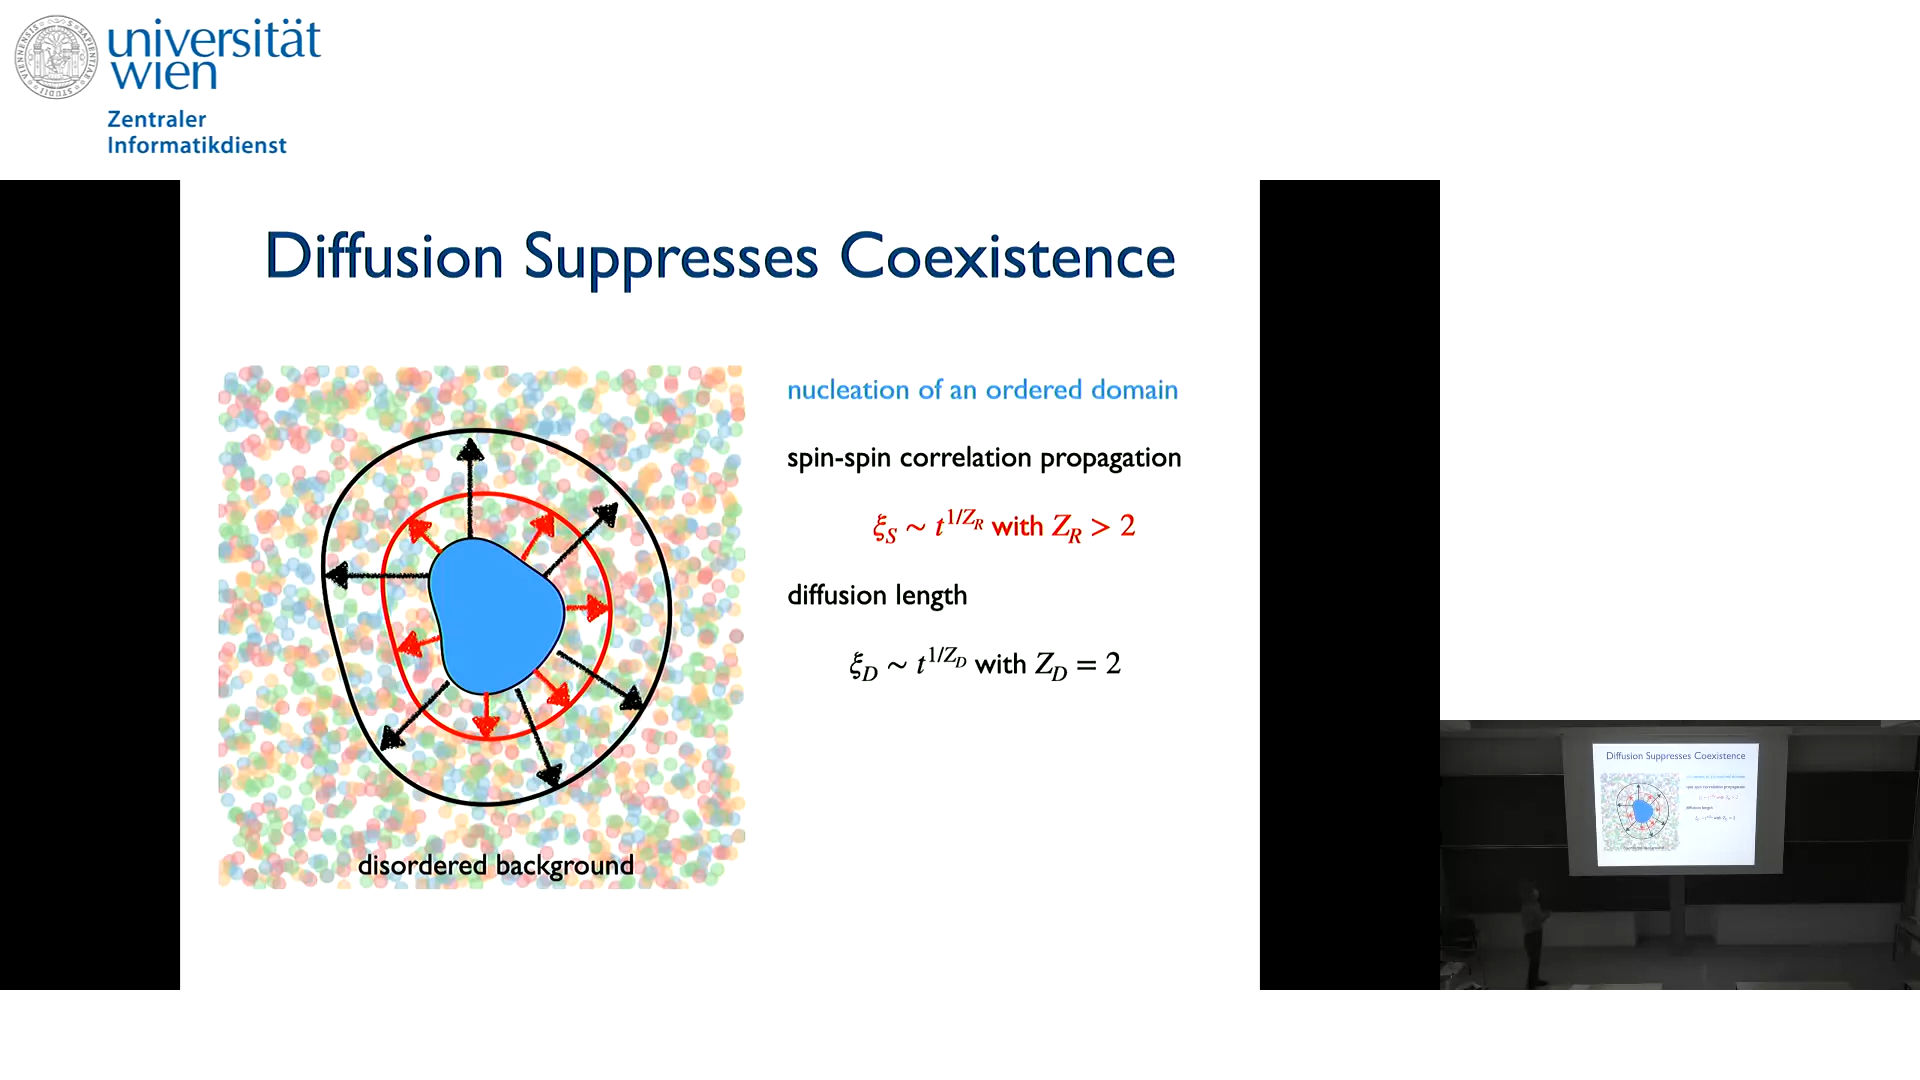 universität
wien
Zentraler
Informatikdienst
Diffusion Suppresses Coexistence
nucleation of an ordered domain
spin-spin correlation propagation
ξ_S ~ t^{1/Z_R} with Z_R > 2
diffusion length
ξ_D ~ t^{1/Z_D} with Z_D = 2
disordered background
Diffusion Suppresses Coexistence